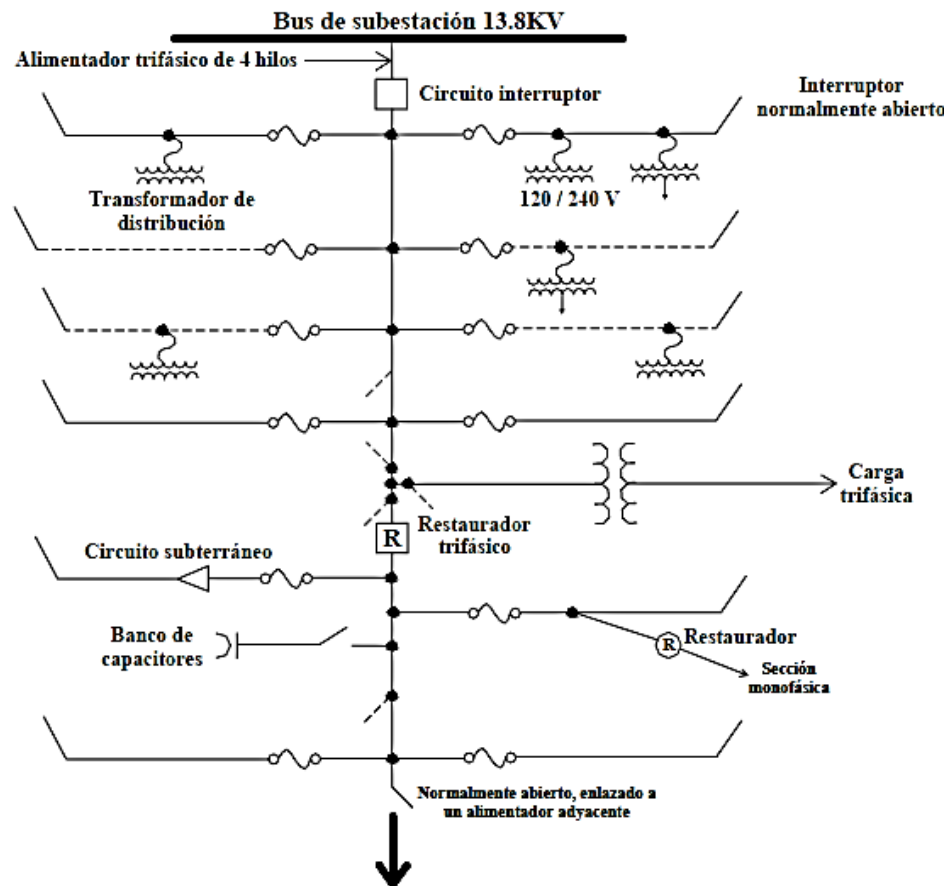 Bus de subestación 13.8KV
Alimentador trifásico de 4 hilos
Circuito interruptor
Interruptor
normalmente abierto
Transformador de
distribución
120 / 240 V
Carga
trifásica
Restaurador
trifásico
R
Circuito subterráneo
Banco de
capacitores
R
Restaurador
Sección
monofásica
Normalmente abierto, enlazado a
un alimentador adyacente